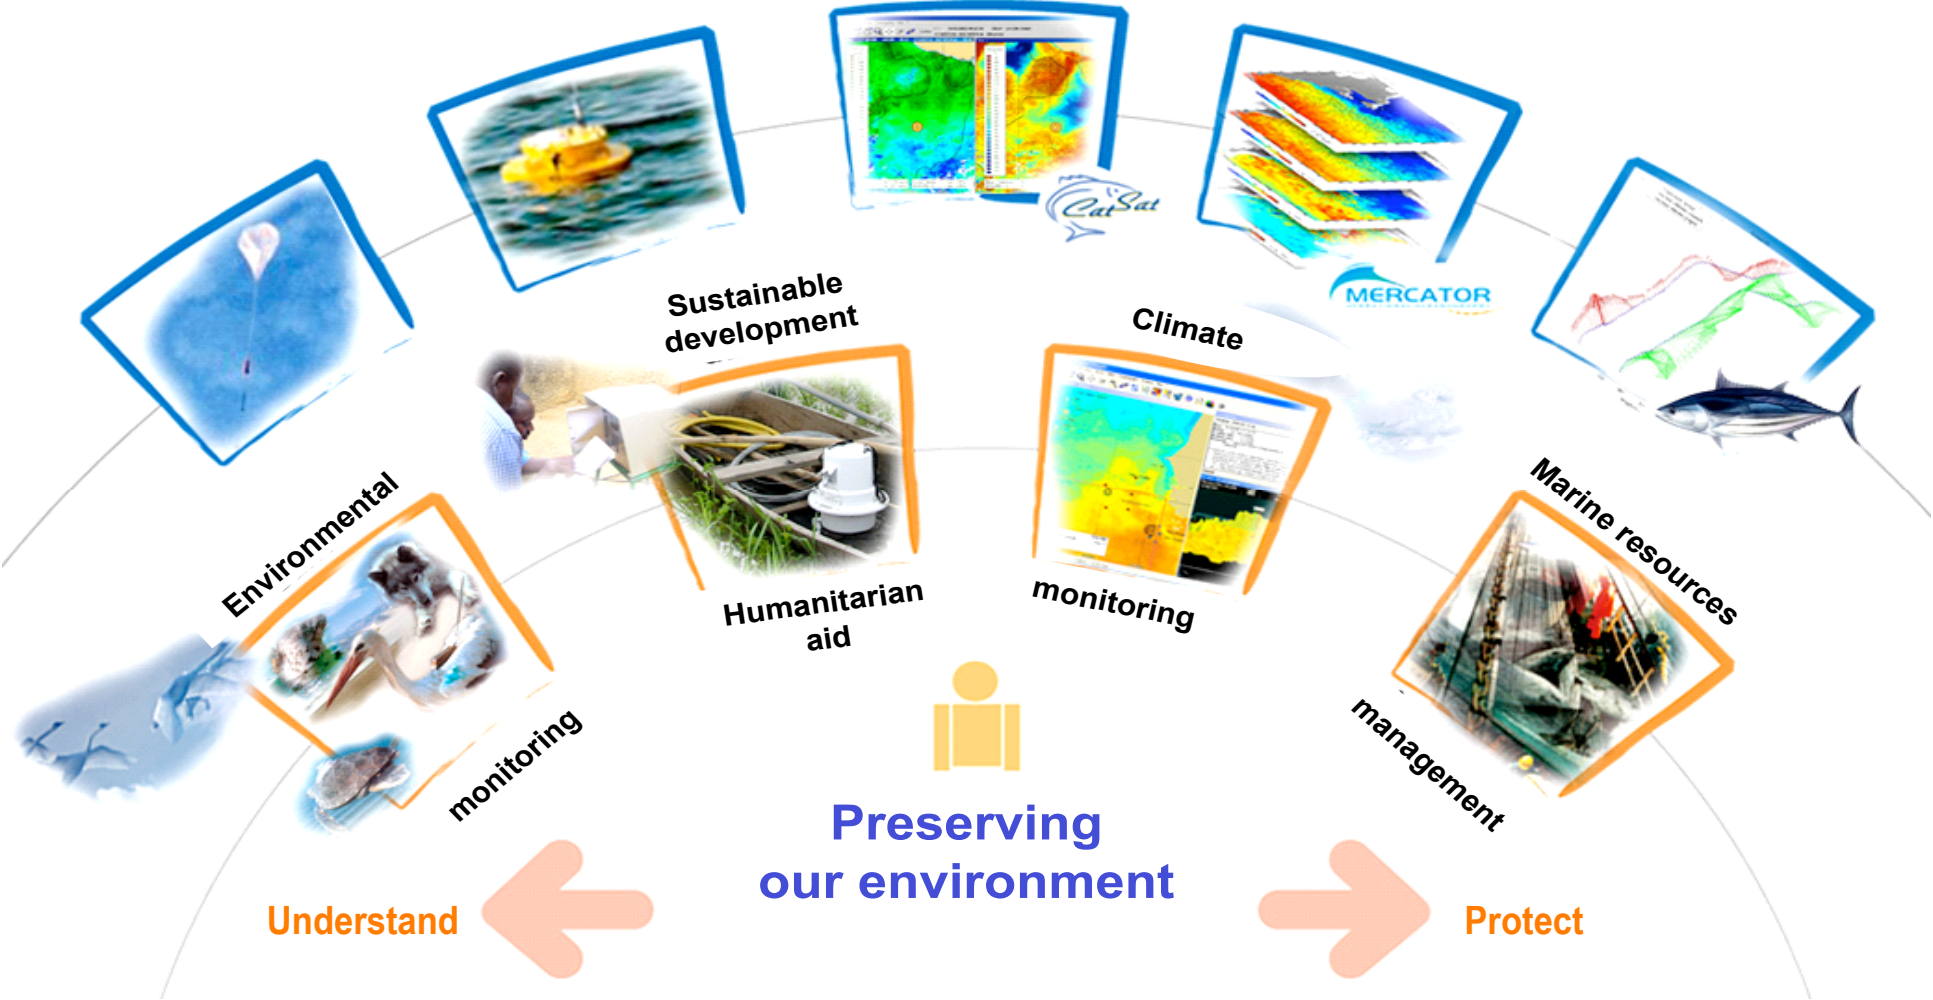 CatSat
MERCATOR
Sustainable
development
Climate
Environmental
Marine resources
Humanitarian
aid
monitoring
monitoring
management
Preserving
our environment
Understand
Protect